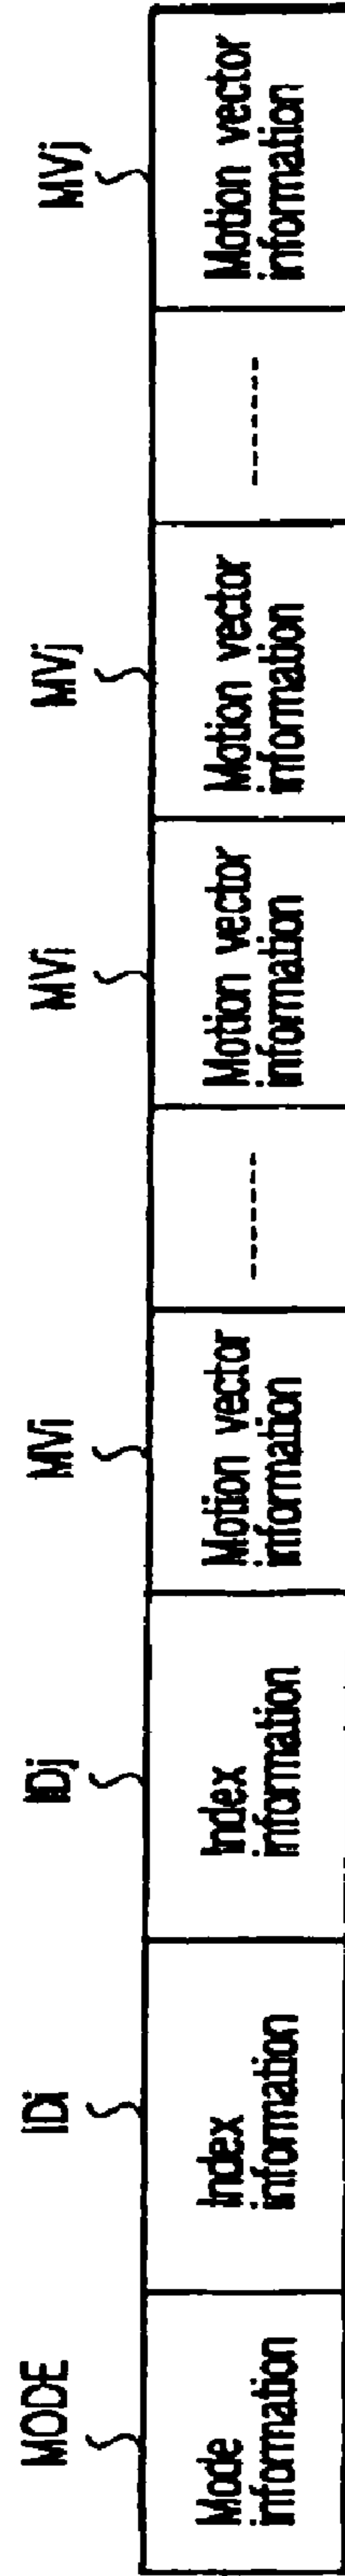 MODE
IDi
IDj
MVi
MVi
MVj
MVj
Mode
information
Index
information
Index
information
Motion vector
information
-------
Motion vector
information
Motion vector
information
-------
Motion vector
information